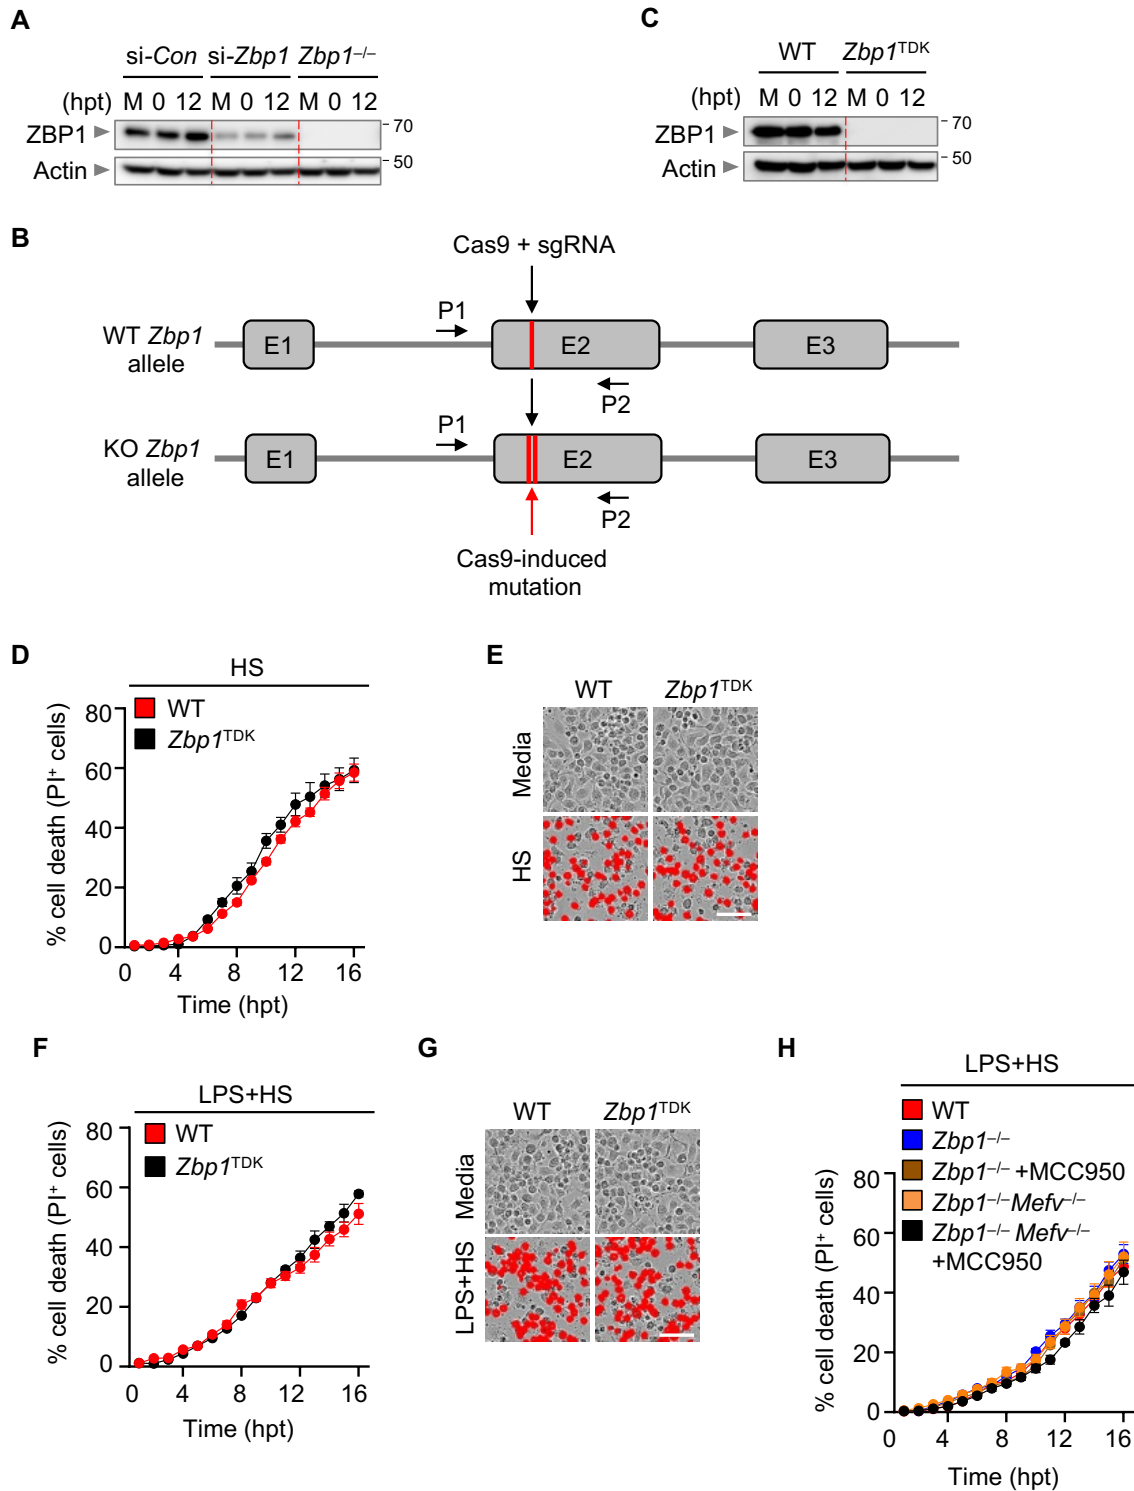 A
si-Con si-Zbp1 Zbp1–/–
(hpt) M 0 12 M 0 12 M 0 12
ZBP1
70
Actin
50
C
WT Zbp1TDK
(hpt) M 0 12 M 0 12
ZBP1
70
Actin
50
B
Cas9 + sgRNA
WT Zbp1
allele
P1
E1
E2
E3
P2
KO Zbp1
allele
P1
E1
E2
E3
P2
Cas9-induced
mutation
D
HS
WT
Zbp1TDK
% cell death (PI+ cells)
80
60
40
20
0
0 4 8 12 16
Time (hpt)
E
WT Zbp1TDK
Media
HS
F
LPS+HS
WT
Zbp1TDK
% cell death (PI+ cells)
80
60
40
20
0
0 4 8 12 16
Time (hpt)
G
WT Zbp1TDK
Media
LPS+HS
H
LPS+HS
WT
Zbp1–/–
Zbp1–/– +MCC950
Zbp1–/–Mefv–/–
Zbp1–/– Mefv–/–
+MCC950
% cell death (PI+ cells)
80
60
40
20
0
0 4 8 12 16
Time (hpt)